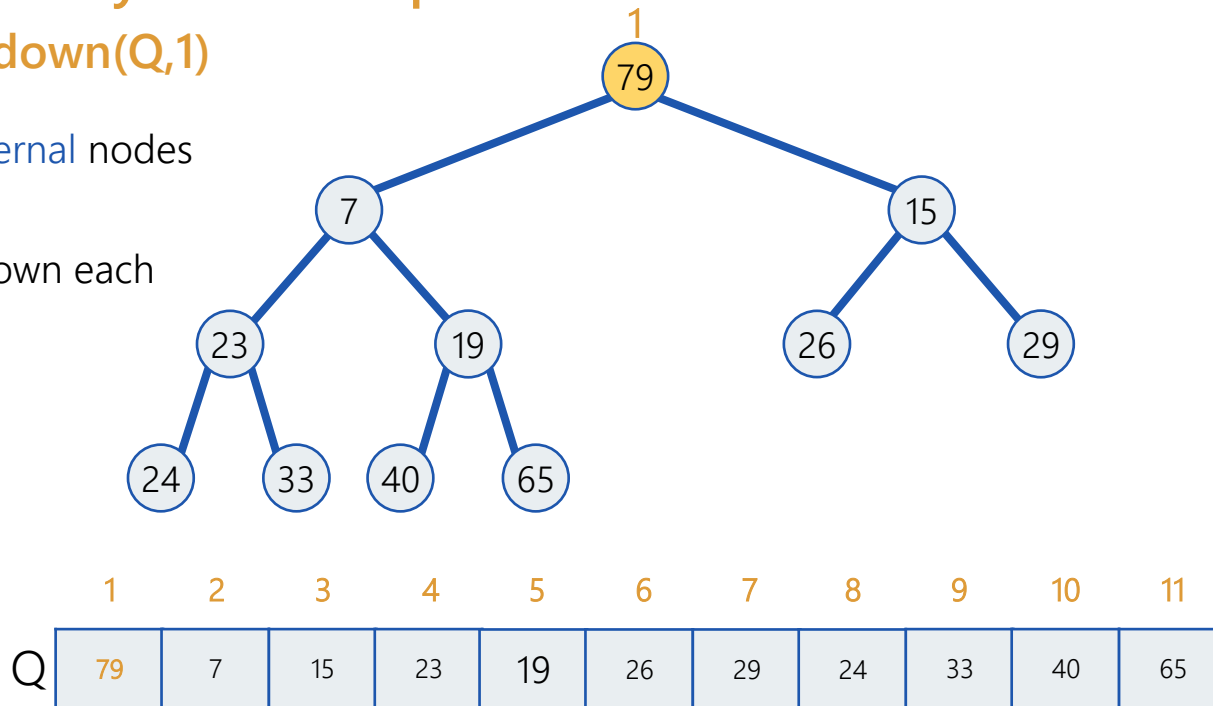 down(Q,1)
1
79
ernal nodes
7 15
own each
23 19 26 29
24 33 40 65
1 2 3 4 5 6 7 8 9 10 11
Q 79 7 15 23 19 26 29 24 33 40 65